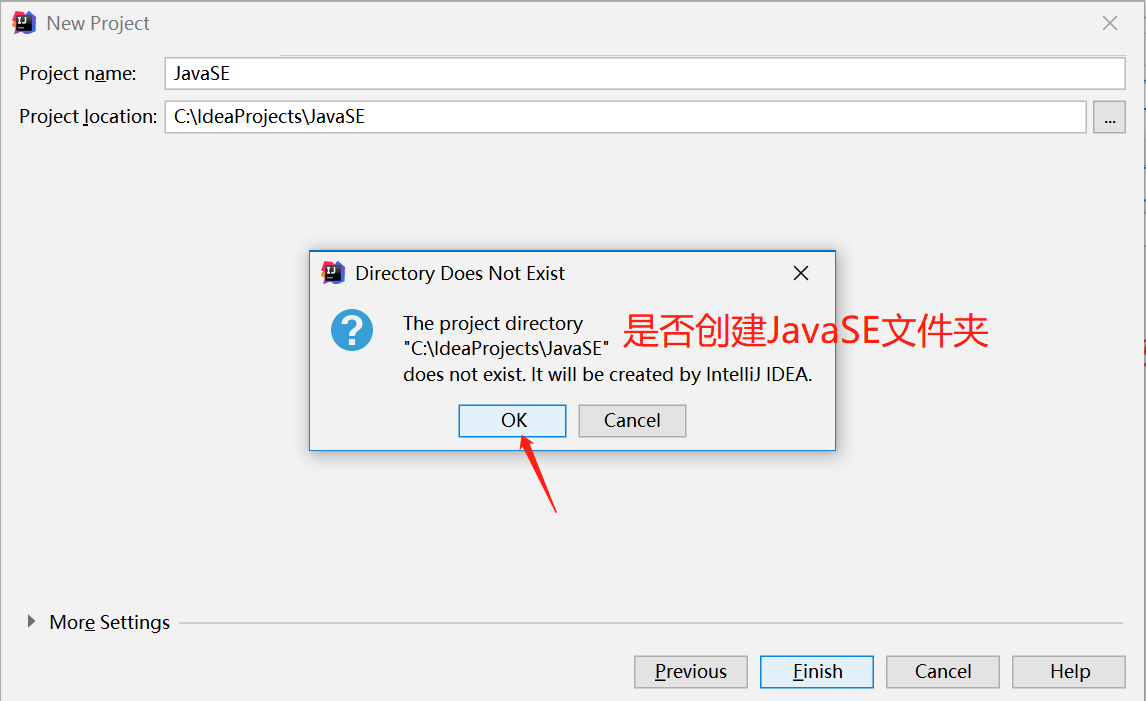 New Project
Project name: JavaSE
Project location: C:\IdeaProjects\JavaSE ...
Directory Does Not Exist
The project directory
"C:\IdeaProjects\JavaSE"
does not exist. It will be created by IntelliJ IDEA.
是否创建JavaSE文件夹
OK Cancel
More Settings
Previous Finish Cancel Help